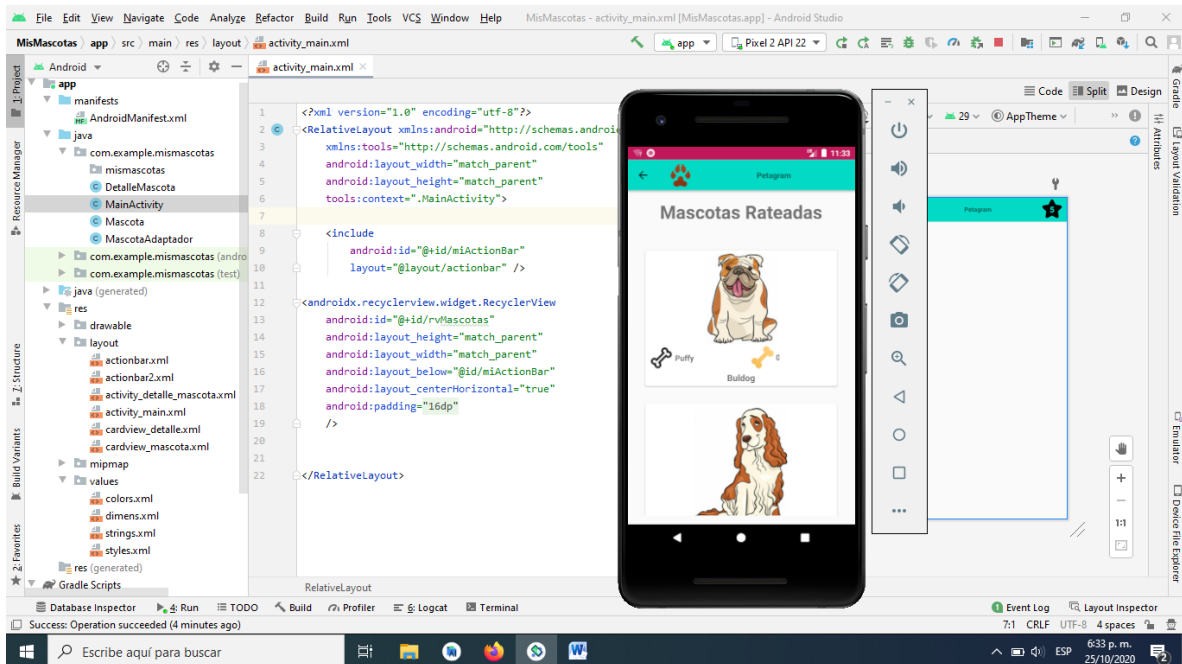 File Edit View Navigate Code Analyze Refactor Build Run Tools VCS Window Help MisMascotas - activity_main.xml [MisMascotas.app] - Android Studio
MisMascotas app src main res layout activity_main.xml app Pixel 2 API 22
Android activity_main.xml
Code Split Design
29 AppTheme
1: Project
Resource Manager
7: Structure
Build Variants
2: Favorites
app
manifests
AndroidManifest.xml
java
com.example.mismascotas
mismascotas
DetalleMascota
MainActivity
Mascota
MascotaAdaptador
com.example.mismascotas (andro
com.example.mismascotas (test)
java (generated)
res
drawable
layout
actionbar.xml
actionbar2.xml
activity_detalle_mascota.xml
activity_main.xml
cardview_detalle.xml
cardview_mascota.xml
mipmap
values
colors.xml
dimens.xml
strings.xml
styles.xml
res (generated)
Gradle Scripts
1 <?xml version="1.0" encoding="utf-8"?>
2 <RelativeLayout xmlns:android="http://schemas.androi
3 xmlns:tools="http://schemas.android.com/tools"
4 android:layout_width="match_parent"
5 android:layout_height="match_parent"
6 tools:context=".MainActivity">
7
8 <include
9 android:id="@+id/miActionBar"
10 layout="@layout/actionbar" />
11
12 <androidx.recyclerview.widget.RecyclerView
13 android:id="@+id/rvMascotas"
14 android:layout_height="match_parent"
15 android:layout_width="match_parent"
16 android:layout_below="@id/miActionBar"
17 android:layout_centerHorizontal="true"
18 android:padding="16dp"
19 />
20
21
22 </RelativeLayout>
RelativeLayout
11:33
Petagram
Mascotas Rateadas
Puffy
Buldog
Petagram
5
1:1
Gradle
Attributes
Layout Validation
Emulator
Device File Explorer
Database Inspector 4: Run TODO Build Profiler 6: Logcat Terminal 1 Event Log Layout Inspector
Success: Operation succeeded (4 minutes ago) 7:1 CRLF UTF-8 4 spaces
Escribe aquí para buscar ESP 6:33 p. m.
25/10/2020 2